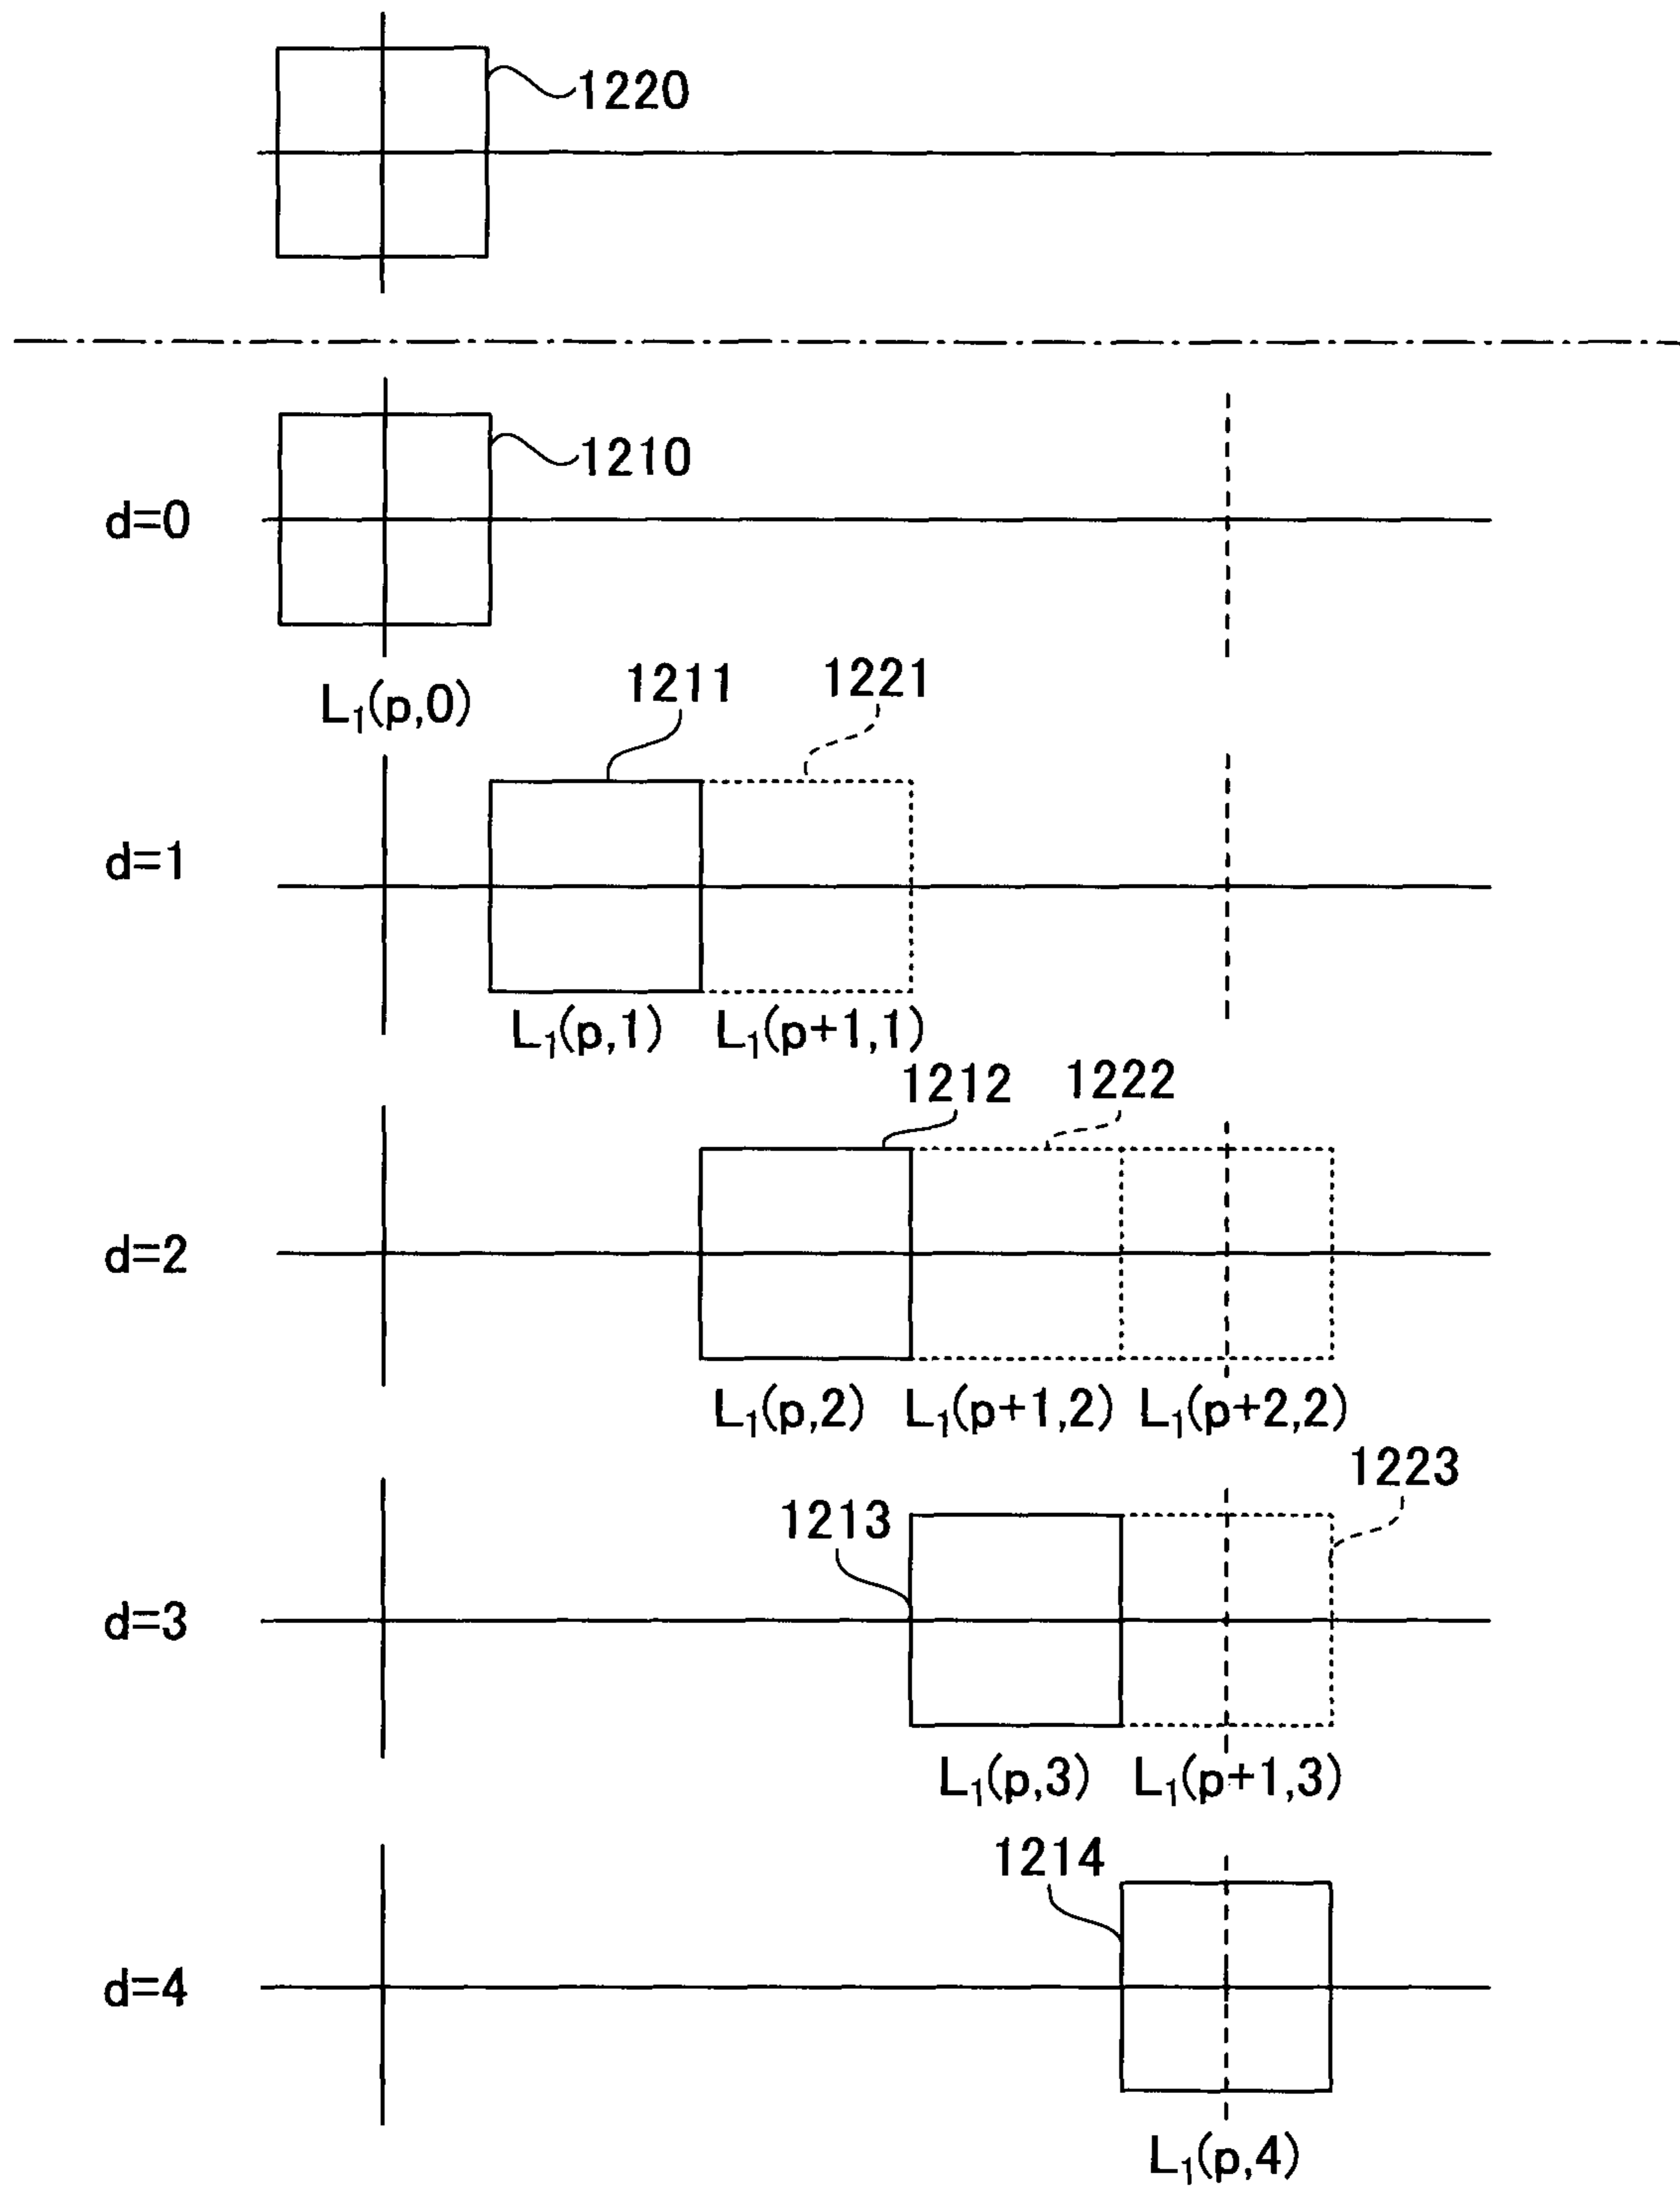 1220
1210
d=0
L₁(p,0)
1211
1221
d=1
L₁(p,1)
L₁(p+1,1)
1212
1222
d=2
L₁(p,2)
L₁(p+1,2)
L₁(p+2,2)
1223
1213
d=3
L₁(p,3)
L₁(p+1,3)
1214
d=4
L₁(p,4)